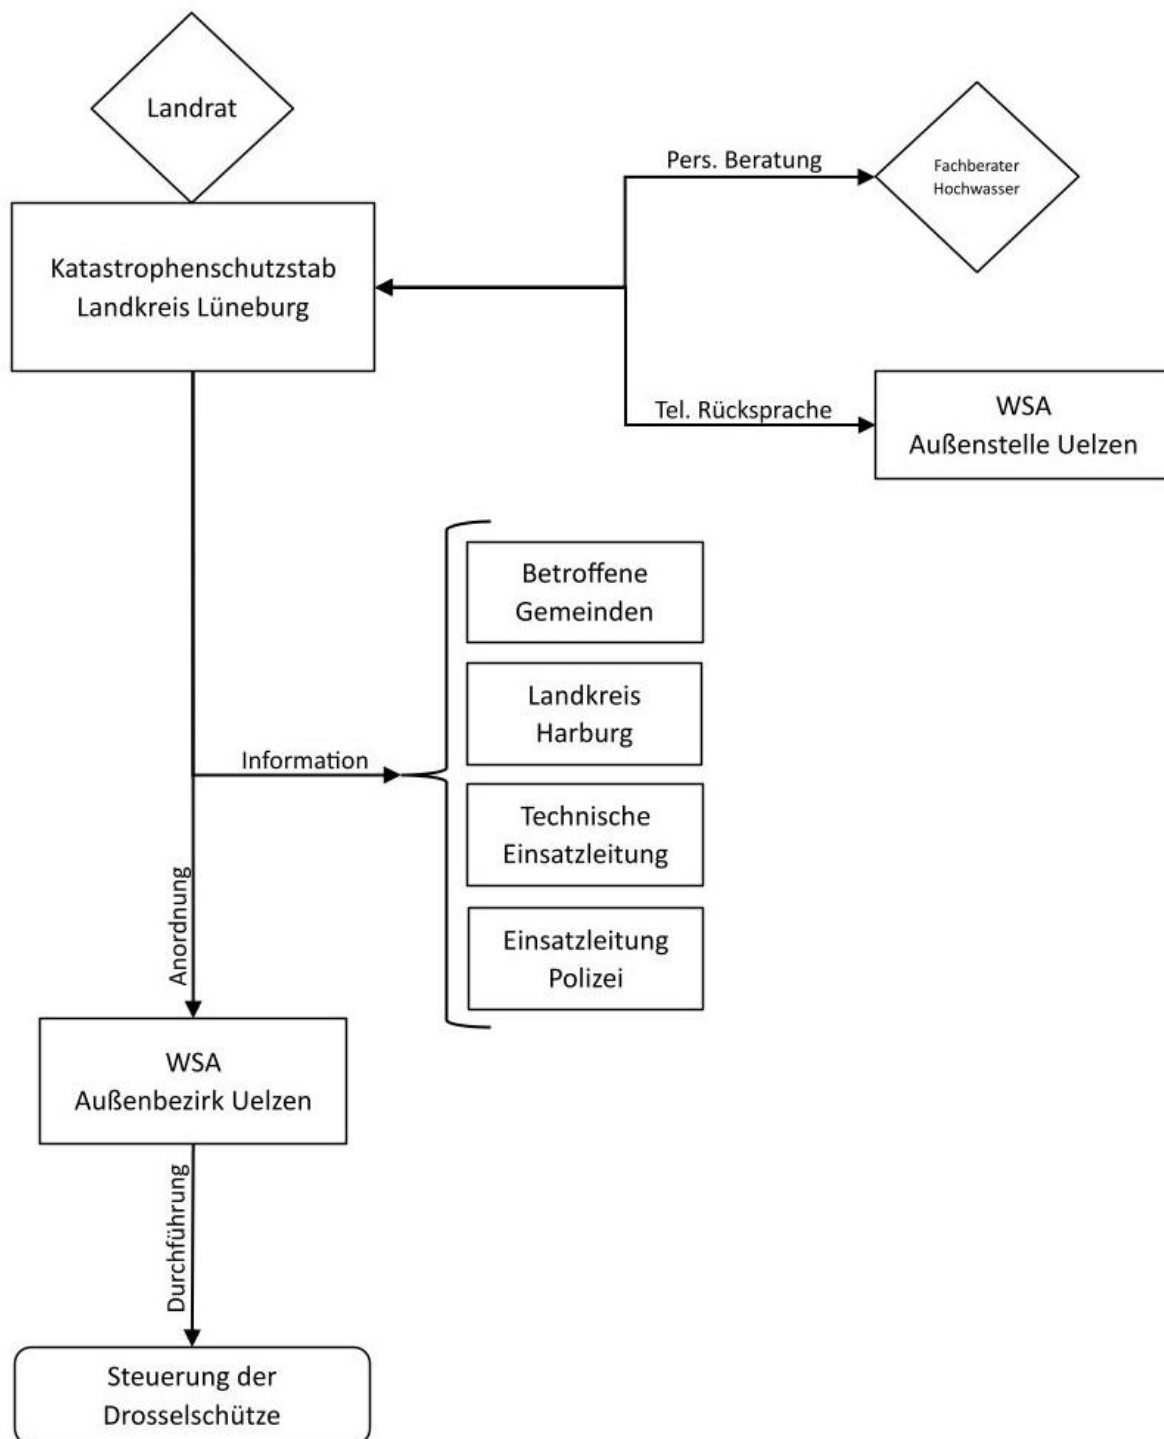 Landrat
Pers. Beratung
Fachberater
Hochwasser
Katastrophenschutzstab
Landkreis Lüneburg
Tel. Rücksprache
WSA
Außenstelle Uelzen
Betroffene
Gemeinden
Landkreis
Harburg
Information
Technische
Einsatzleitung
Einsatzleitung
Polizei
Anordnung
WSA
Außenbezirk Uelzen
Durchführung
Steuerung der
Drosselschütze